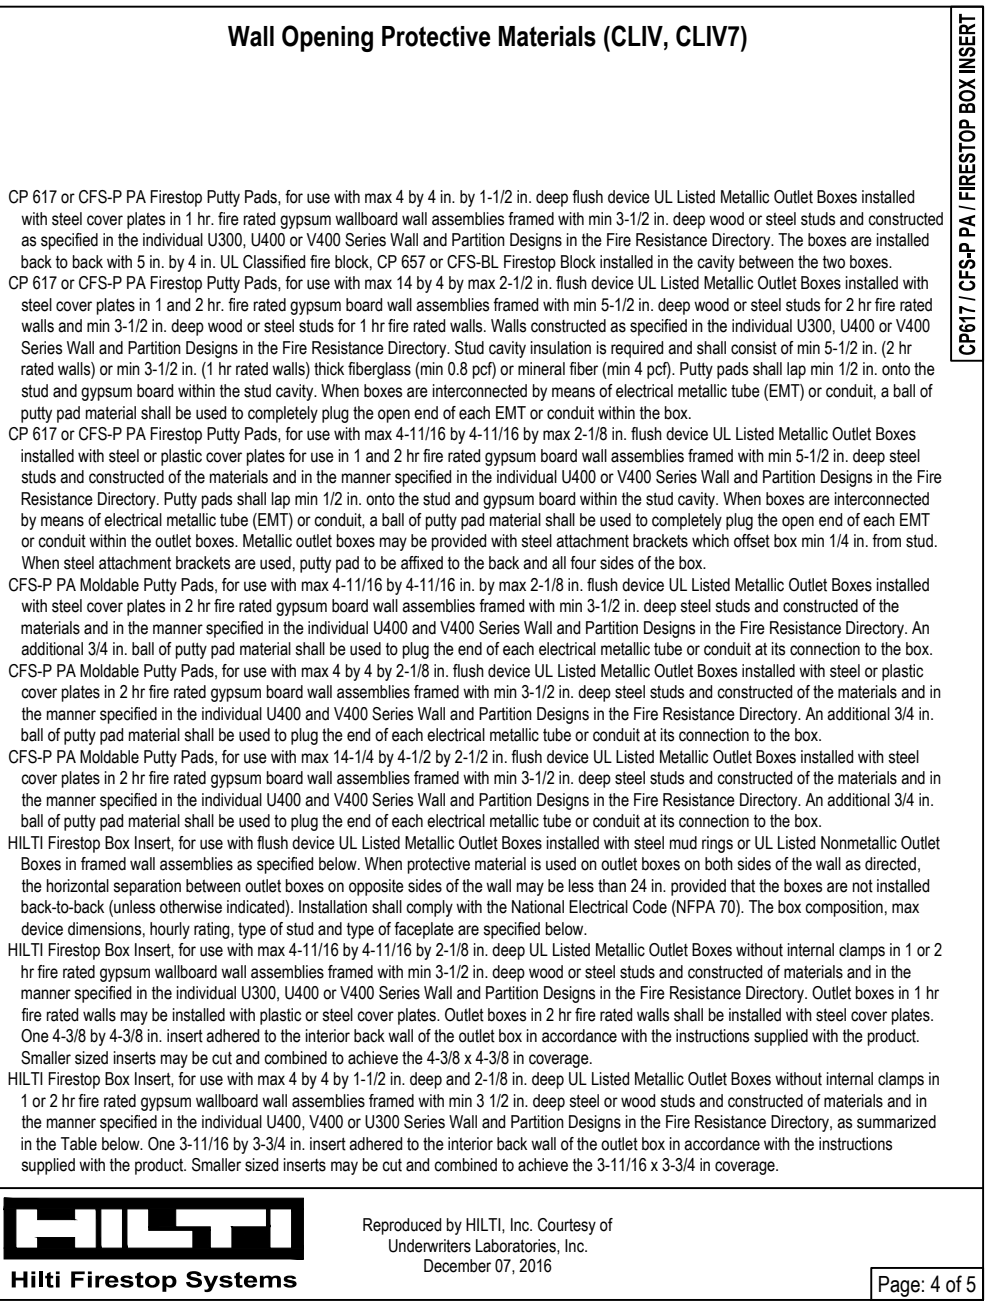 Wall Opening Protective Materials (CLIV, CLIV7)
CP617 / CFS-P PA / FIRESTOP BOX INSERT
CP 617 or CFS-P PA Firestop Putty Pads, for use with max 4 by 4 in. by 1-1/2 in. deep flush device UL Listed Metallic Outlet Boxes installed
with steel cover plates in 1 hr. fire rated gypsum wallboard wall assemblies framed with min 3-1/2 in. deep wood or steel studs and constructed
as specified in the individual U300, U400 or V400 Series Wall and Partition Designs in the Fire Resistance Directory. The boxes are installed
back to back with 5 in. by 4 in. UL Classified fire block, CP 657 or CFS-BL Firestop Block installed in the cavity between the two boxes.
CP 617 or CFS-P PA Firestop Putty Pads, for use with max 14 by 4 by max 2-1/2 in. flush device UL Listed Metallic Outlet Boxes installed with
steel cover plates in 1 and 2 hr. fire rated gypsum board wall assemblies framed with min 5-1/2 in. deep wood or steel studs for 2 hr fire rated
walls and min 3-1/2 in. deep wood or steel studs for 1 hr fire rated walls. Walls constructed as specified in the individual U300, U400 or V400
Series Wall and Partition Designs in the Fire Resistance Directory. Stud cavity insulation is required and shall consist of min 5-1/2 in. (2 hr
rated walls) or min 3-1/2 in. (1 hr rated walls) thick fiberglass (min 0.8 pcf) or mineral fiber (min 4 pcf). Putty pads shall lap min 1/2 in. onto the
stud and gypsum board within the stud cavity. When boxes are interconnected by means of electrical metallic tube (EMT) or conduit, a ball of
putty pad material shall be used to completely plug the open end of each EMT or conduit within the box.
CP 617 or CFS-P PA Firestop Putty Pads, for use with max 4-11/16 by 4-11/16 by max 2-1/8 in. flush device UL Listed Metallic Outlet Boxes
installed with steel or plastic cover plates for use in 1 and 2 hr fire rated gypsum board wall assemblies framed with min 5-1/2 in. deep steel
studs and constructed of the materials and in the manner specified in the individual U400 or V400 Series Wall and Partition Designs in the Fire
Resistance Directory. Putty pads shall lap min 1/2 in. onto the stud and gypsum board within the stud cavity. When boxes are interconnected
by means of electrical metallic tube (EMT) or conduit, a ball of putty pad material shall be used to completely plug the open end of each EMT
or conduit within the outlet boxes. Metallic outlet boxes may be provided with steel attachment brackets which offset box min 1/4 in. from stud.
When steel attachment brackets are used, putty pad to be affixed to the back and all four sides of the box.
CFS-P PA Moldable Putty Pads, for use with max 4-11/16 by 4-11/16 in. by max 2-1/8 in. flush device UL Listed Metallic Outlet Boxes installed
with steel cover plates in 2 hr fire rated gypsum board wall assemblies framed with min 3-1/2 in. deep steel studs and constructed of the
materials and in the manner specified in the individual U400 and V400 Series Wall and Partition Designs in the Fire Resistance Directory. An
additional 3/4 in. ball of putty pad material shall be used to plug the end of each electrical metallic tube or conduit at its connection to the box.
CFS-P PA Moldable Putty Pads, for use with max 4 by 4 by 2-1/8 in. flush device UL Listed Metallic Outlet Boxes installed with steel or plastic
cover plates in 2 hr fire rated gypsum board wall assemblies framed with min 3-1/2 in. deep steel studs and constructed of the materials and in
the manner specified in the individual U400 and V400 Series Wall and Partition Designs in the Fire Resistance Directory. An additional 3/4 in.
ball of putty pad material shall be used to plug the end of each electrical metallic tube or conduit at its connection to the box.
CFS-P PA Moldable Putty Pads, for use with max 14-1/4 by 4-1/2 by 2-1/2 in. flush device UL Listed Metallic Outlet Boxes installed with steel
cover plates in 2 hr fire rated gypsum board wall assemblies framed with min 3-1/2 in. deep steel studs and constructed of the materials and in
the manner specified in the individual U400 and V400 Series Wall and Partition Designs in the Fire Resistance Directory. An additional 3/4 in.
ball of putty pad material shall be used to plug the end of each electrical metallic tube or conduit at its connection to the box.
HILTI Firestop Box Insert, for use with flush device UL Listed Metallic Outlet Boxes installed with steel mud rings or UL Listed Nonmetallic Outlet
Boxes in framed wall assemblies as specified below. When protective material is used on outlet boxes on both sides of the wall as directed,
the horizontal separation between outlet boxes on opposite sides of the wall may be less than 24 in. provided that the boxes are not installed
back-to-back (unless otherwise indicated). Installation shall comply with the National Electrical Code (NFPA 70). The box composition, max
device dimensions, hourly rating, type of stud and type of faceplate are specified below.
HILTI Firestop Box Insert, for use with max 4-11/16 by 4-11/16 by 2-1/8 in. deep UL Listed Metallic Outlet Boxes without internal clamps in 1 or 2
hr fire rated gypsum wallboard wall assemblies framed with min 3-1/2 in. deep wood or steel studs and constructed of materials and in the
manner specified in the individual U300, U400 or V400 Series Wall and Partition Designs in the Fire Resistance Directory. Outlet boxes in 1 hr
fire rated walls may be installed with plastic or steel cover plates. Outlet boxes in 2 hr fire rated walls shall be installed with steel cover plates.
One 4-3/8 by 4-3/8 in. insert adhered to the interior back wall of the outlet box in accordance with the instructions supplied with the product.
Smaller sized inserts may be cut and combined to achieve the 4-3/8 x 4-3/8 in coverage.
HILTI Firestop Box Insert, for use with max 4 by 4 by 1-1/2 in. deep and 2-1/8 in. deep UL Listed Metallic Outlet Boxes without internal clamps in
1 or 2 hr fire rated gypsum wallboard wall assemblies framed with min 3 1/2 in. deep steel or wood studs and constructed of materials and in
the manner specified in the individual U400, V400 or U300 Series Wall and Partition Designs in the Fire Resistance Directory, as summarized
in the Table below. One 3-11/16 by 3-3/4 in. insert adhered to the interior back wall of the outlet box in accordance with the instructions
supplied with the product. Smaller sized inserts may be cut and combined to achieve the 3-11/16 x 3-3/4 in coverage.
HILTI
Hilti Firestop Systems
Reproduced by HILTI, Inc. Courtesy of
Underwriters Laboratories, Inc.
December 07, 2016
Page: 4 of 5